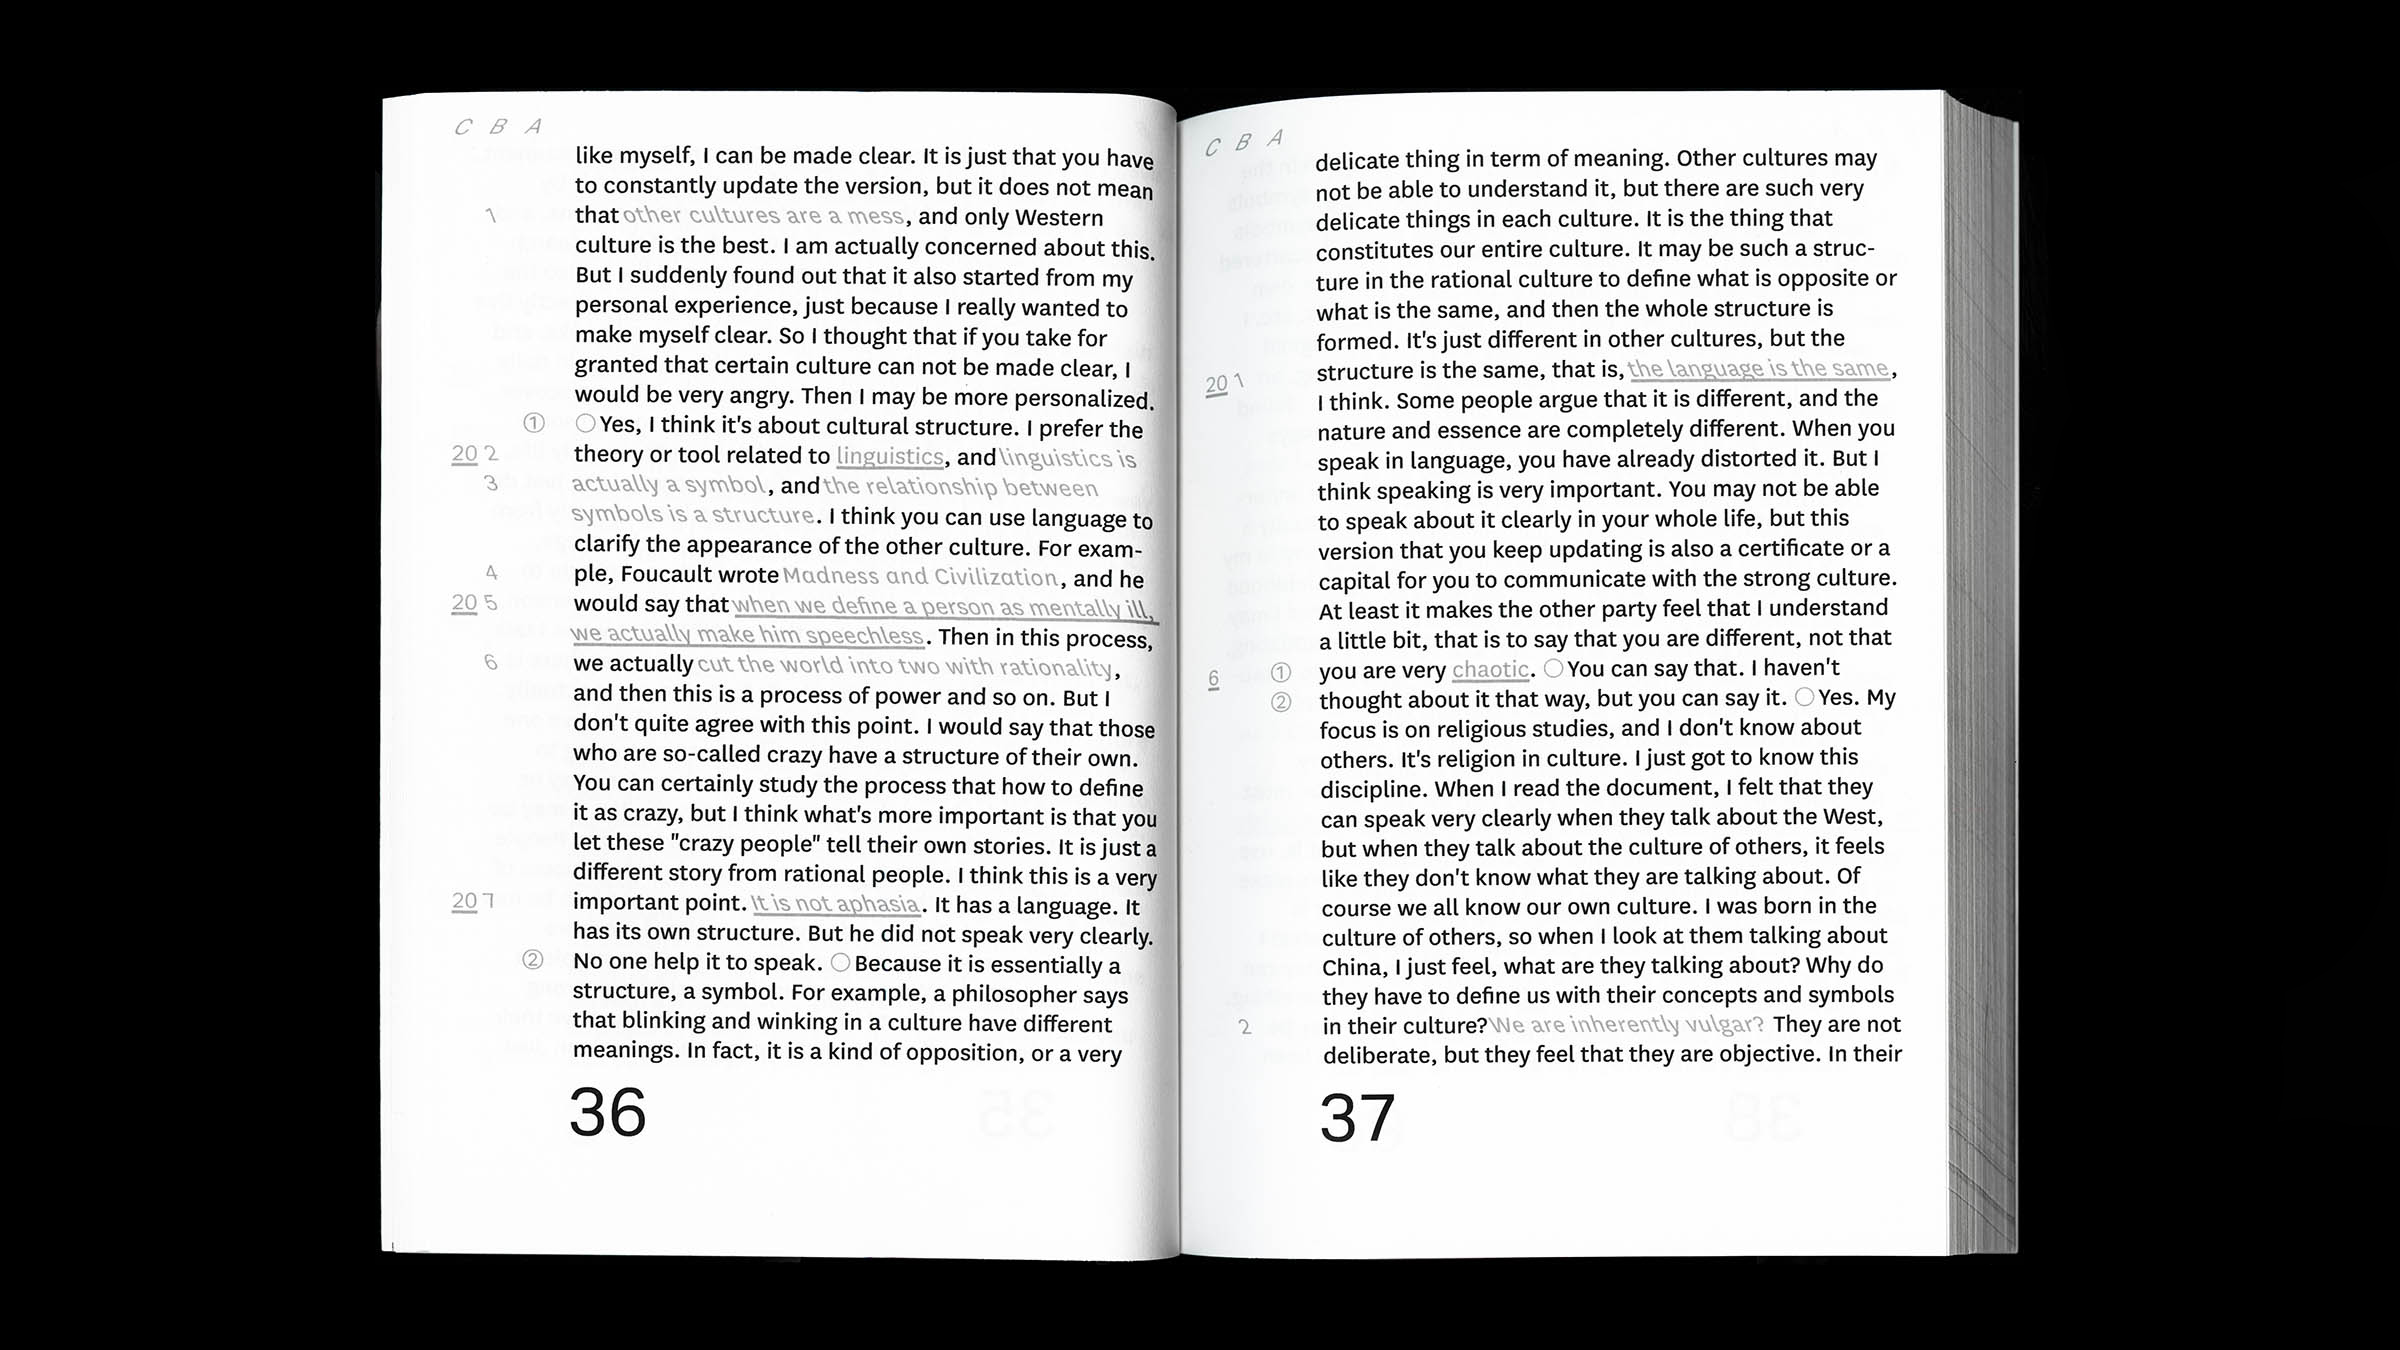 C B A
like myself, I can be made clear. It is just that you have
to constantly update the version, but it does not mean
1 that other cultures are a mess, and only Western
culture is the best. I am actually concerned about this.
But I suddenly found out that it also started from my
personal experience, just because I really wanted to
make myself clear. So I thought that if you take for
granted that certain culture can not be made clear, I
would be very angry. Then I may be more personalized.
① ○Yes, I think it's about cultural structure. I prefer the
20 2 theory or tool related to linguistics, and linguistics is
3 actually a symbol, and the relationship between
symbols is a structure. I think you can use language to
clarify the appearance of the other culture. For exam-
4 ple, Foucault wrote Madness and Civilization, and he
20 5 would say that when we define a person as mentally ill,
we actually make him speechless. Then in this process,
6 we actually cut the world into two with rationality,
and then this is a process of power and so on. But I
don't quite agree with this point. I would say that those
who are so-called crazy have a structure of their own.
You can certainly study the process that how to define
it as crazy, but I think what's more important is that you
let these "crazy people" tell their own stories. It is just a
different story from rational people. I think this is a very
20 7 important point. It is not aphasia. It has a language. It
has its own structure. But he did not speak very clearly.
② No one help it to speak. ○Because it is essentially a
structure, a symbol. For example, a philosopher says
that blinking and winking in a culture have different
meanings. In fact, it is a kind of opposition, or a very
36
C B A
delicate thing in term of meaning. Other cultures may
not be able to understand it, but there are such very
delicate things in each culture. It is the thing that
constitutes our entire culture. It may be such a struc-
ture in the rational culture to define what is opposite or
what is the same, and then the whole structure is
formed. It's just different in other cultures, but the
20 1 structure is the same, that is, the language is the same,
I think. Some people argue that it is different, and the
nature and essence are completely different. When you
speak in language, you have already distorted it. But I
think speaking is very important. You may not be able
to speak about it clearly in your whole life, but this
version that you keep updating is also a certificate or a
capital for you to communicate with the strong culture.
At least it makes the other party feel that I understand
a little bit, that is to say that you are different, not that
6 ① you are very chaotic. ○You can say that. I haven't
② thought about it that way, but you can say it. ○Yes. My
focus is on religious studies, and I don't know about
others. It's religion in culture. I just got to know this
discipline. When I read the document, I felt that they
can speak very clearly when they talk about the West,
but when they talk about the culture of others, it feels
like they don't know what they are talking about. Of
course we all know our own culture. I was born in the
culture of others, so when I look at them talking about
China, I just feel, what are they talking about? Why do
they have to define us with their concepts and symbols
2 in their culture? We are inherently vulgar? They are not
deliberate, but they feel that they are objective. In their
37